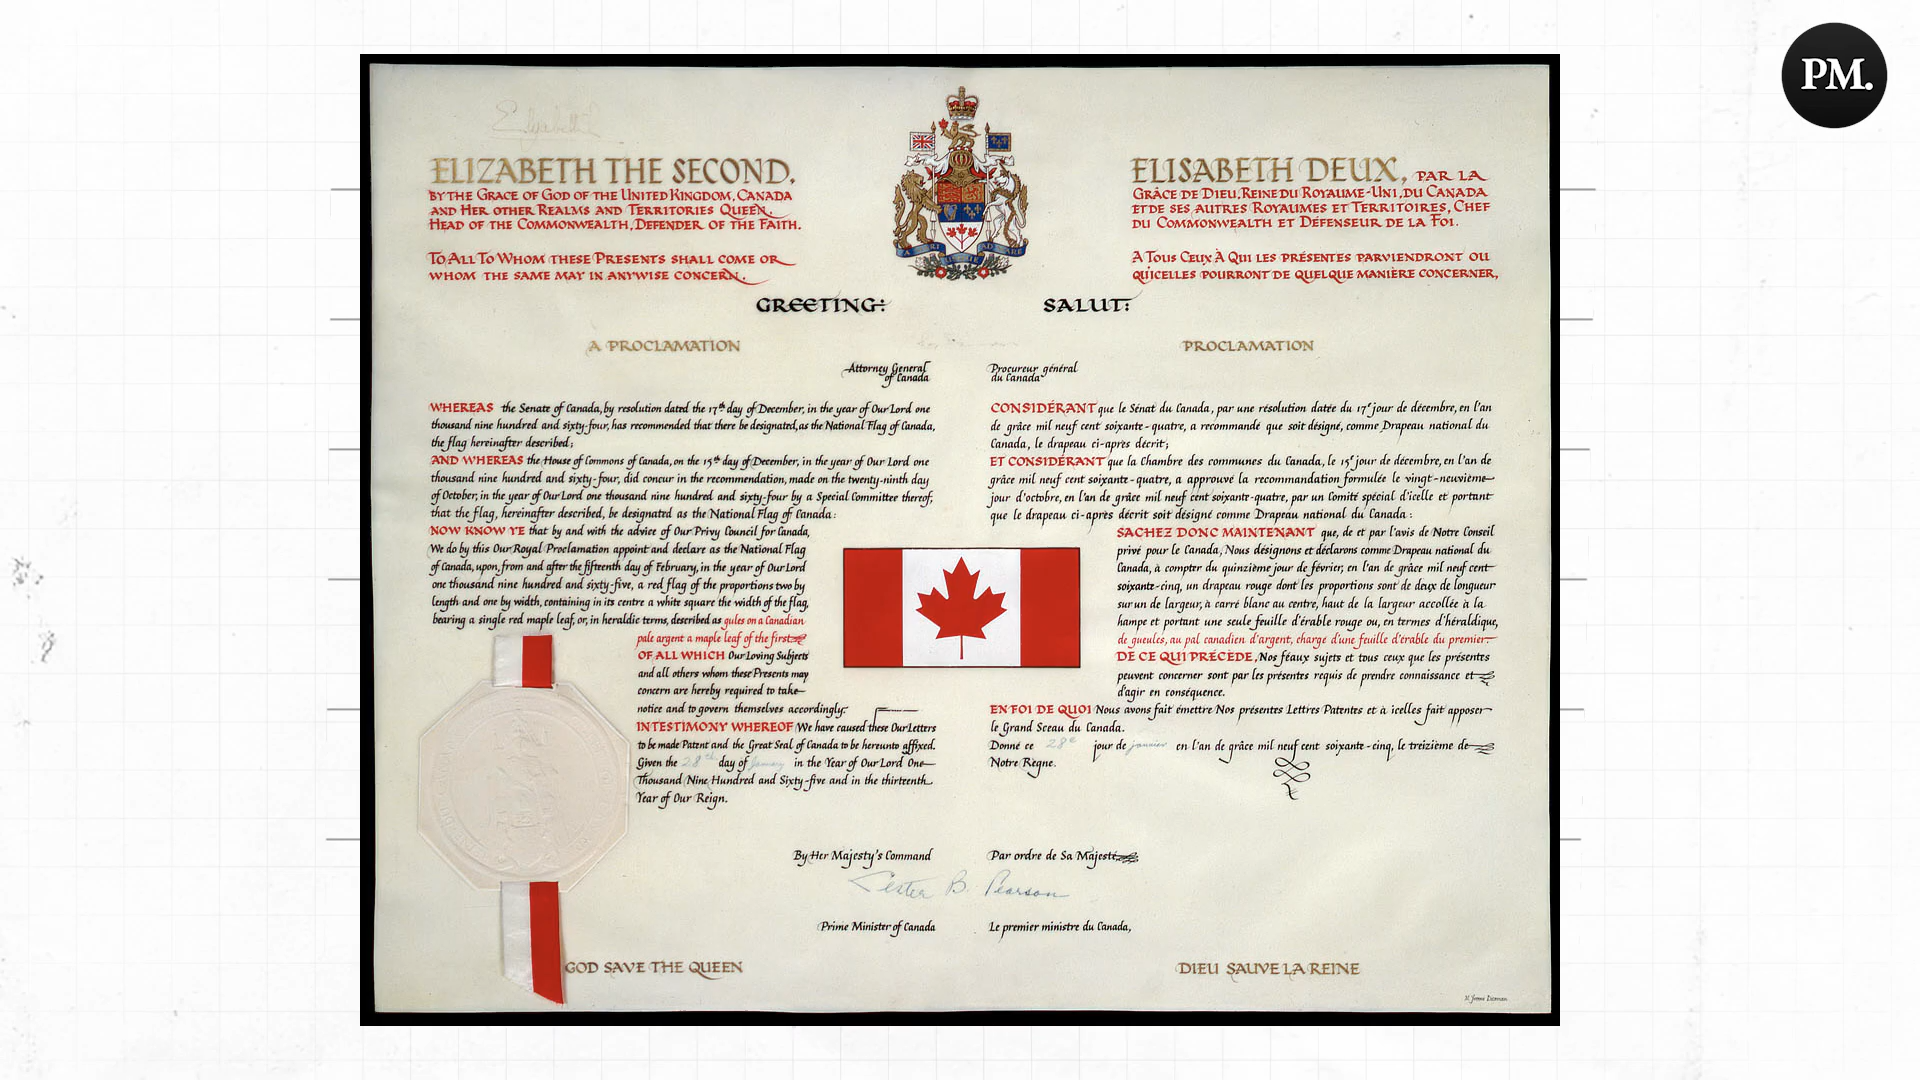 PM.
Elizabeth R
ELIZABETH THE SECOND,
BY THE GRACE OF GOD OF THE UNITED KINGDOM, CANADA
AND HER OTHER REALMS AND TERRITORIES QUEEN,
HEAD OF THE COMMONWEALTH, DEFENDER OF THE FAITH.
TO ALL TO WHOM THESE PRESENTS SHALL COME OR
WHOM THE SAME MAY IN ANYWISE CONCERN.
GREETING:
A PROCLAMATION
Attorney General
of Canada
WHEREAS the Senate of Canada, by resolution dated the 17th day of December, in the year of Our Lord one
thousand nine hundred and sixty-four, has recommended that there be designated, as the National Flag of Canada,
the flag hereinafter described;
AND WHEREAS the House of Commons of Canada, on the 15th day of December, in the year of Our Lord one
thousand nine hundred and sixty-four, did concur in the recommendation, made on the twenty-ninth day
of October, in the year of Our Lord one thousand nine hundred and sixty-four by a Special Committee thereof,
that the flag, hereinafter described, be designated as the National Flag of Canada:
NOW KNOW YE that by and with the advice of Our Privy Council for Canada,
We do by this Our Royal Proclamation appoint and declare as the National Flag
of Canada, upon, from and after the fifteenth day of February, in the year of Our Lord
one thousand nine hundred and sixty-five, a red flag of the proportions two by
length and one by width, containing in its centre a white square the width of the flag,
bearing a single red maple leaf, or, in heraldic terms, described as gules on a Canadian
pale argent a maple leaf of the first
OF ALL WHICH Our Loving Subjects
and all others whom these Presents may
concern are hereby required to take
notice and to govern themselves accordingly.
IN TESTIMONY WHEREOF We have caused these Our Letters
to be made Patent and the Great Seal of Canada to be hereunto affixed.
Given the 28th day of January in the Year of Our Lord One
Thousand Nine Hundred and Sixty-five and in the thirteenth
Year of Our Reign.
ELISABETH DEUX, PAR LA
GRÂCE DE DIEU, REINE DU ROYAUME-UNI, DU CANADA
ET DE SES AUTRES ROYAUMES ET TERRITOIRES, CHEF
DU COMMONWEALTH ET DÉFENSEUR DE LA FOI.
A TOUS CEUX À QUI LES PRÉSENTES PARVIENDRONT OU
QU'ICELLES POURRONT DE QUELQUE MANIÈRE CONCERNER,
SALUT:
PROCLAMATION
Procureur général
du Canada
CONSIDÉRANT que le Sénat du Canada, par une résolution datée du 17e jour de décembre, en l'an
de grâce mil neuf cent soixante-quatre, a recommandé que soit désigné, comme Drapeau national du
Canada, le drapeau ci-après décrit;
ET CONSIDÉRANT que la Chambre des communes du Canada, le 15e jour de décembre, en l'an de
grâce mil neuf cent soixante-quatre, a approuvé la recommandation formulée le vingt-neuvième
jour d'octobre, en l'an de grâce mil neuf cent soixante-quatre, par un Comité spécial d'icelle et portant
que le drapeau ci-après décrit soit désigné comme Drapeau national du Canada:
SACHEZ DONC MAINTENANT que, de et par l'avis de Notre Conseil
privé pour le Canada, Nous désignons et déclarons comme Drapeau national du
Canada, à compter du quinzième jour de février, en l'an de grâce mil neuf cent
soixante-cinq, un drapeau rouge dont les proportions sont de deux de longueur
sur un de largeur, à carré blanc au centre, haut de la largeur accollée à la
hampe et portant une seule feuille d'érable rouge ou, en termes d'héraldique,
de gueules, au pal canadien d'argent, chargé d'une feuille d'érable du premier.
DE CE QUI PRÉCÈDE, Nos féaux sujets et tous ceux que les présentes
peuvent concerner sont par les présentes requis de prendre connaissance et
d'agir en conséquence.
EN FOI DE QUOI Nous avons fait émettre Nos présentes Lettres Patentes et à icelles fait apposer
le Grand Sceau du Canada.
Donné ce 28e jour de janvier en l'an de grâce mil neuf cent soixante-cinq, le treizième de
Notre Règne.
By Her Majesty's Command
Par ordre de Sa Majesté
Lester B. Pearson
Prime Minister of Canada
Le premier ministre du Canada,
GOD SAVE THE QUEEN
DIEU SAUVE LA REINE